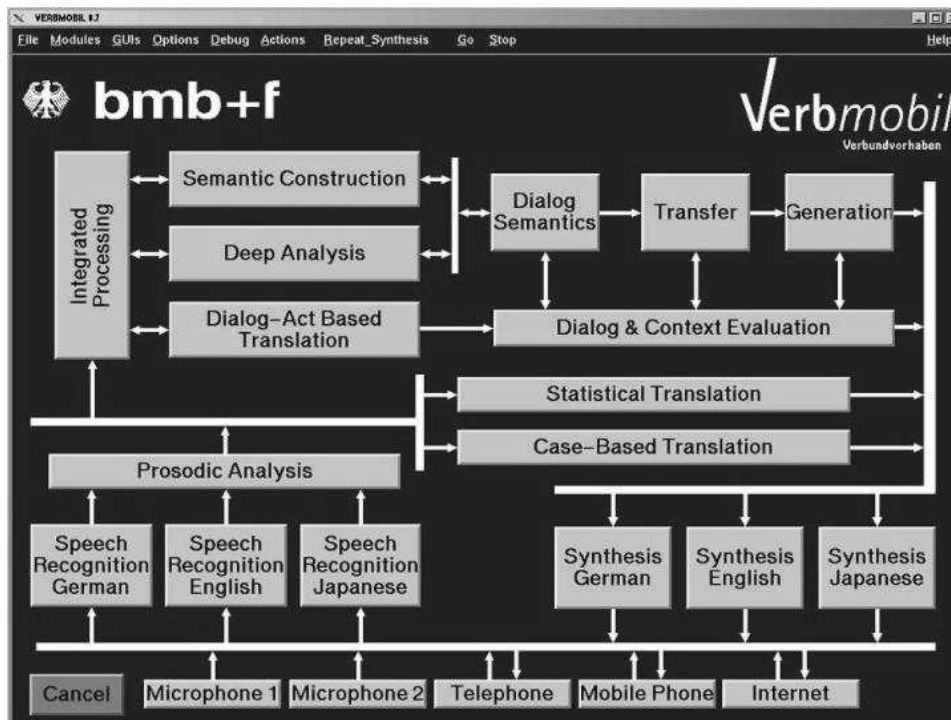 VERBMOBIL 0.7
File Modules GUIs Options Debug Actions Repeat_Synthesis Go Stop Help
bmb+f
Verbmobil
Verbundvorhaben
Integrated
Processing
Semantic Construction
Deep Analysis
Dialog–Act Based
Translation
Dialog
Semantics
Transfer
Generation
Dialog & Context Evaluation
Statistical Translation
Case–Based Translation
Prosodic Analysis
Speech
Recognition
German
Speech
Recognition
English
Speech
Recognition
Japanese
Synthesis
German
Synthesis
English
Synthesis
Japanese
Cancel
Microphone 1
Microphone 2
Telephone
Mobile Phone
Internet